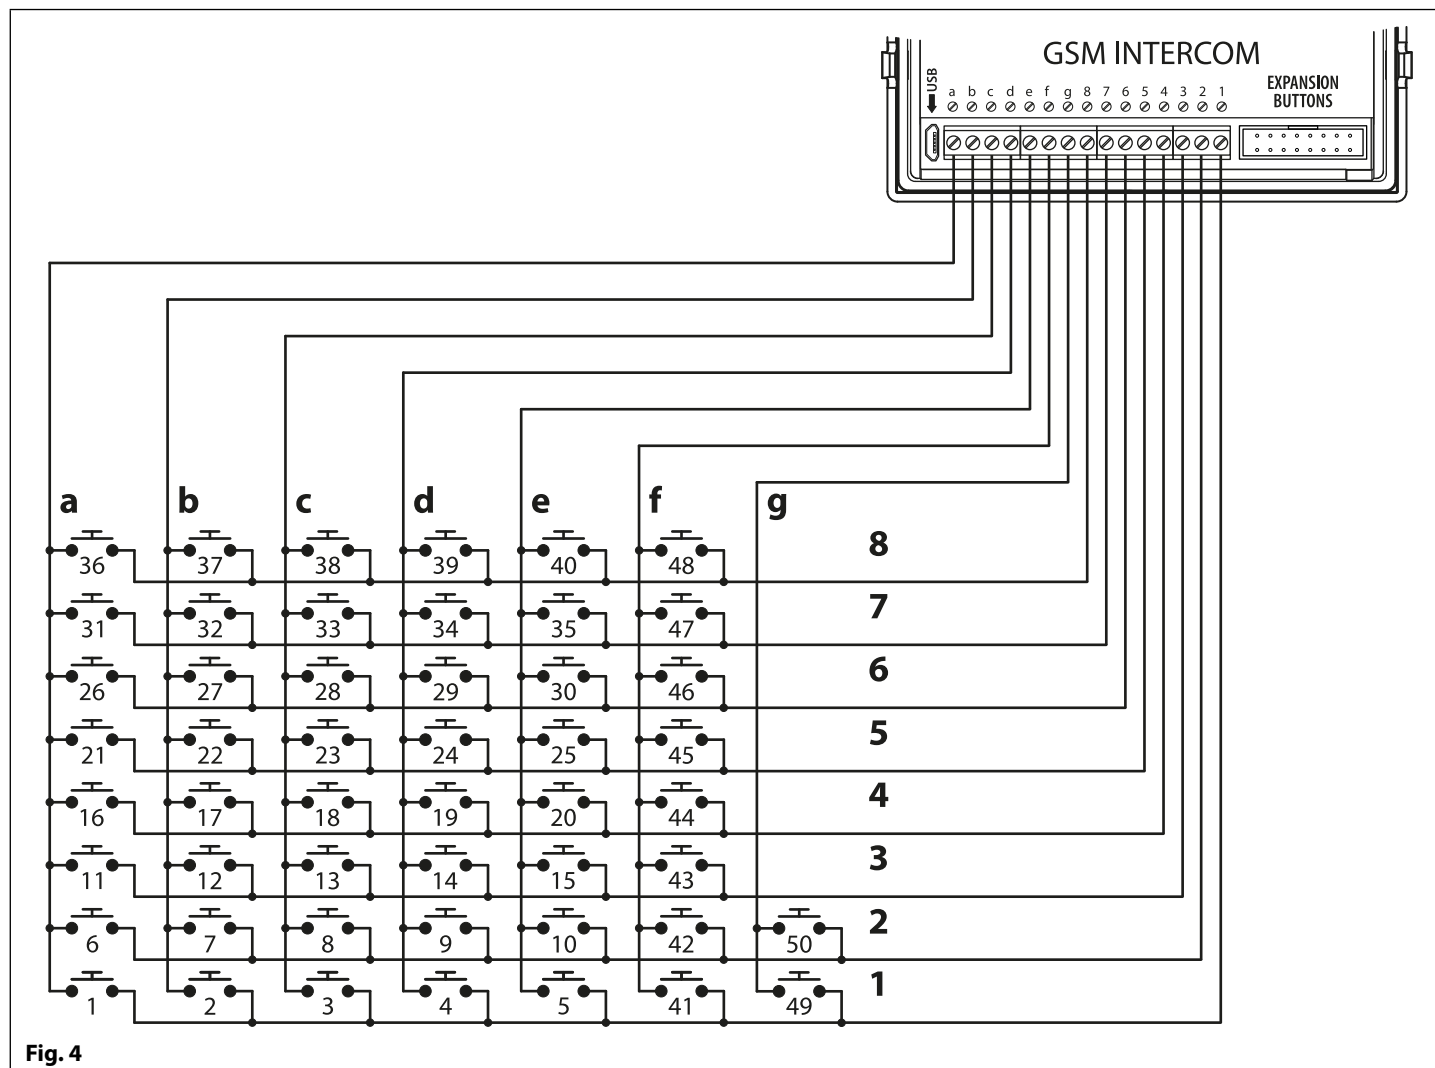 GSM INTERCOM
USB
EXPANSION
BUTTONS
a b c d e f g 8 7 6 5 4 3 2 1
a b c d e f g
8
36 37 38 39 40 48
7
31 32 33 34 35 47
6
26 27 28 29 30 46
5
21 22 23 24 25 45
4
16 17 18 19 20 44
3
11 12 13 14 15 43
2
6 7 8 9 10 42 50
1
1 2 3 4 5 41 49
Fig. 4